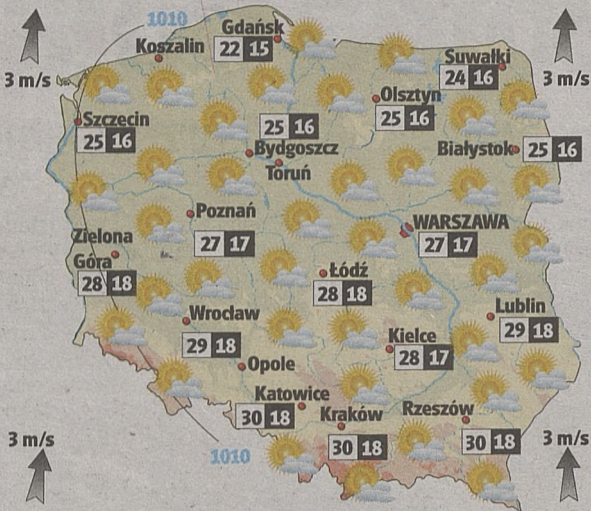 1010
Gdańsk
22 15
Koszalin
3 m/s
3 m/s
Suwałki
24 16
Olsztyn
25 16
Szczecin
25 16
25 16
Bydgoszcz
Toruń
Białystok 25 16
Poznań
27 17
WARSZAWA
27 17
Zielona
Góra
28 18
Łódź
28 18
Wrocław
29 18
Lublin
29 18
Kielce
28 17
Opole
Katowice
30 18
Kraków
30 18
Rzeszów
30 18
3 m/s
3 m/s
1010